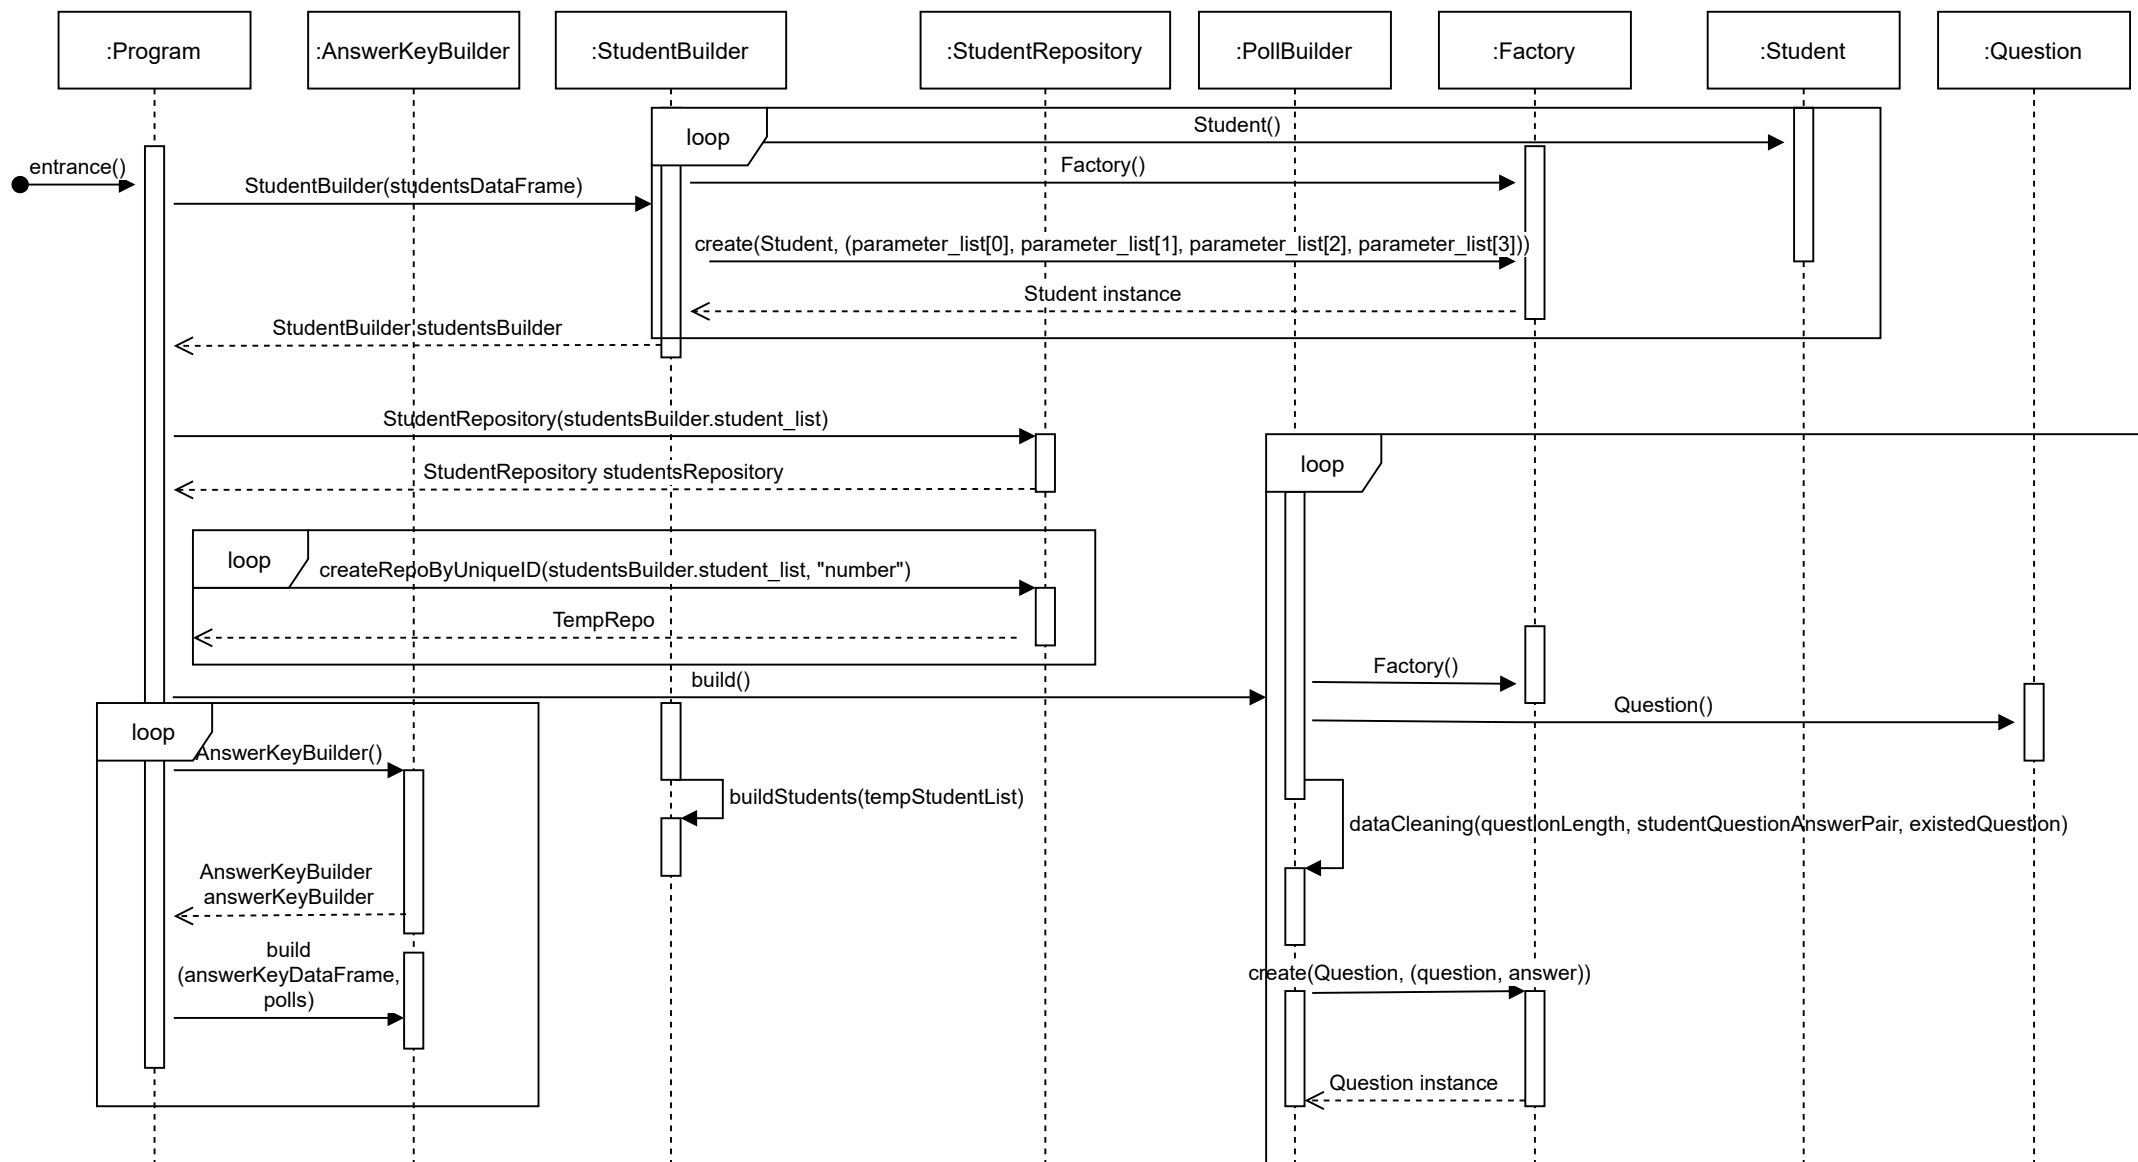 :Program
:AnswerKeyBuilder
:StudentBuilder
:StudentRepository
:PollBuilder
:Factory
:Student
:Question
loop
Student()
entrance()
Factory()
StudentBuilder(studentsDataFrame)
create(Student, (parameter_list[0], parameter_list[1], parameter_list[2], parameter_list[3]))
Student instance
StudentBuilder studentsBuilder
StudentRepository(studentsBuilder.student_list)
loop
StudentRepository studentsRepository
loop
createRepoByUniqueID(studentsBuilder.student_list, "number")
TempRepo
Factory()
build()
Question()
loop
AnswerKeyBuilder()
buildStudents(tempStudentList)
dataCleaning(questionLength, studentQuestionAnswerPair, existedQuestion)
AnswerKeyBuilder
answerKeyBuilder
build
(answerKeyDataFrame,
polls)
create(Question, (question, answer))
Question instance